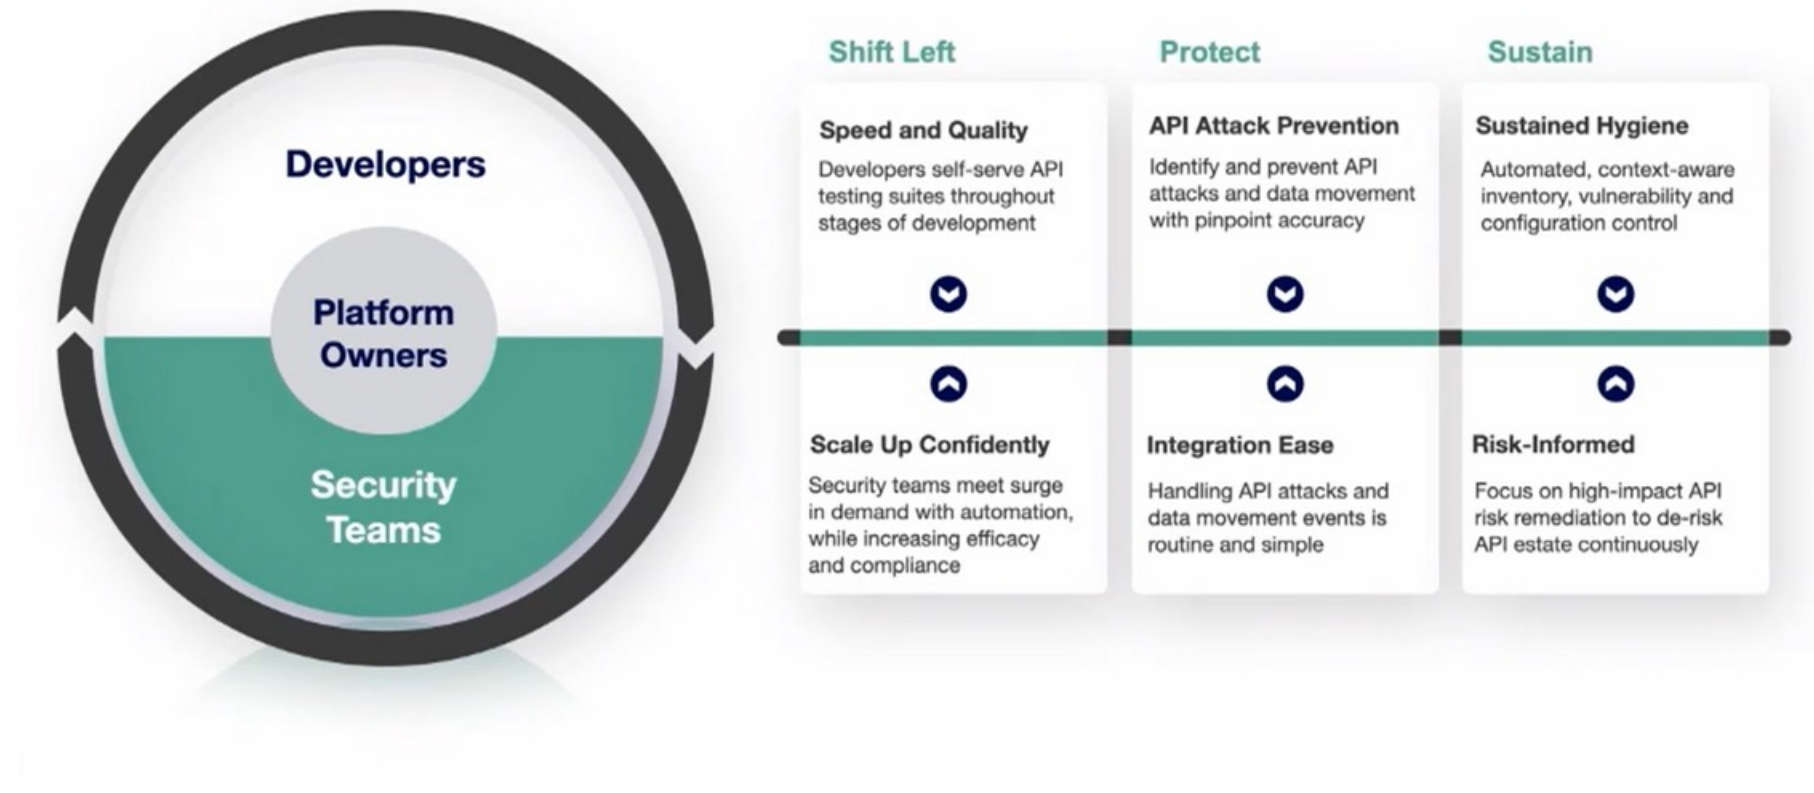 Developers
Platform
Owners
Security
Teams
Shift Left
Speed and Quality
Developers self-serve API
testing suites throughout
stages of development
Scale Up Confidently
Security teams meet surge
in demand with automation,
while increasing efficacy
and compliance
Protect
API Attack Prevention
Identify and prevent API
attacks and data movement
with pinpoint accuracy
Integration Ease
Handling API attacks and
data movement events is
routine and simple
Sustain
Sustained Hygiene
Automated, context-aware
inventory, vulnerability and
configuration control
Risk-Informed
Focus on high-impact API
risk remediation to de-risk
API estate continuously